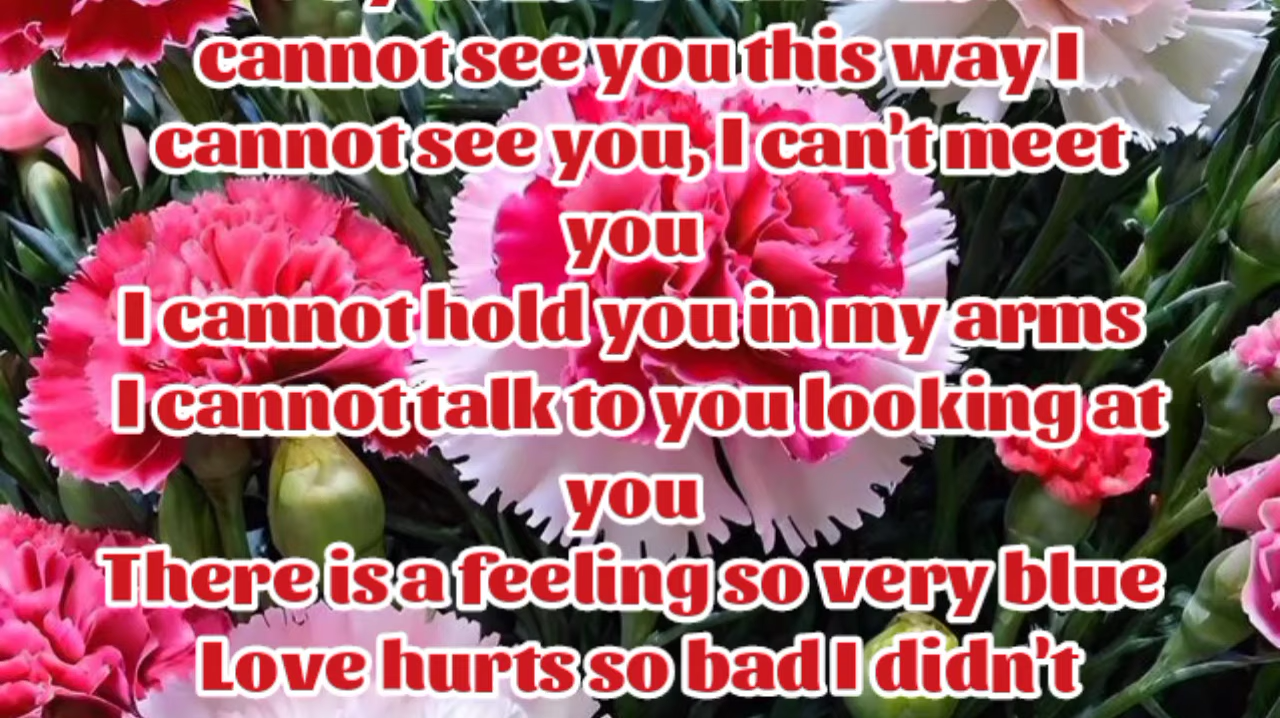 cannot see you this way I
cannot see you, I can't meet
you
I cannot hold you in my arms
I cannot talk to you looking at
you
There is a feeling so very blue
Love hurts so bad I didn't